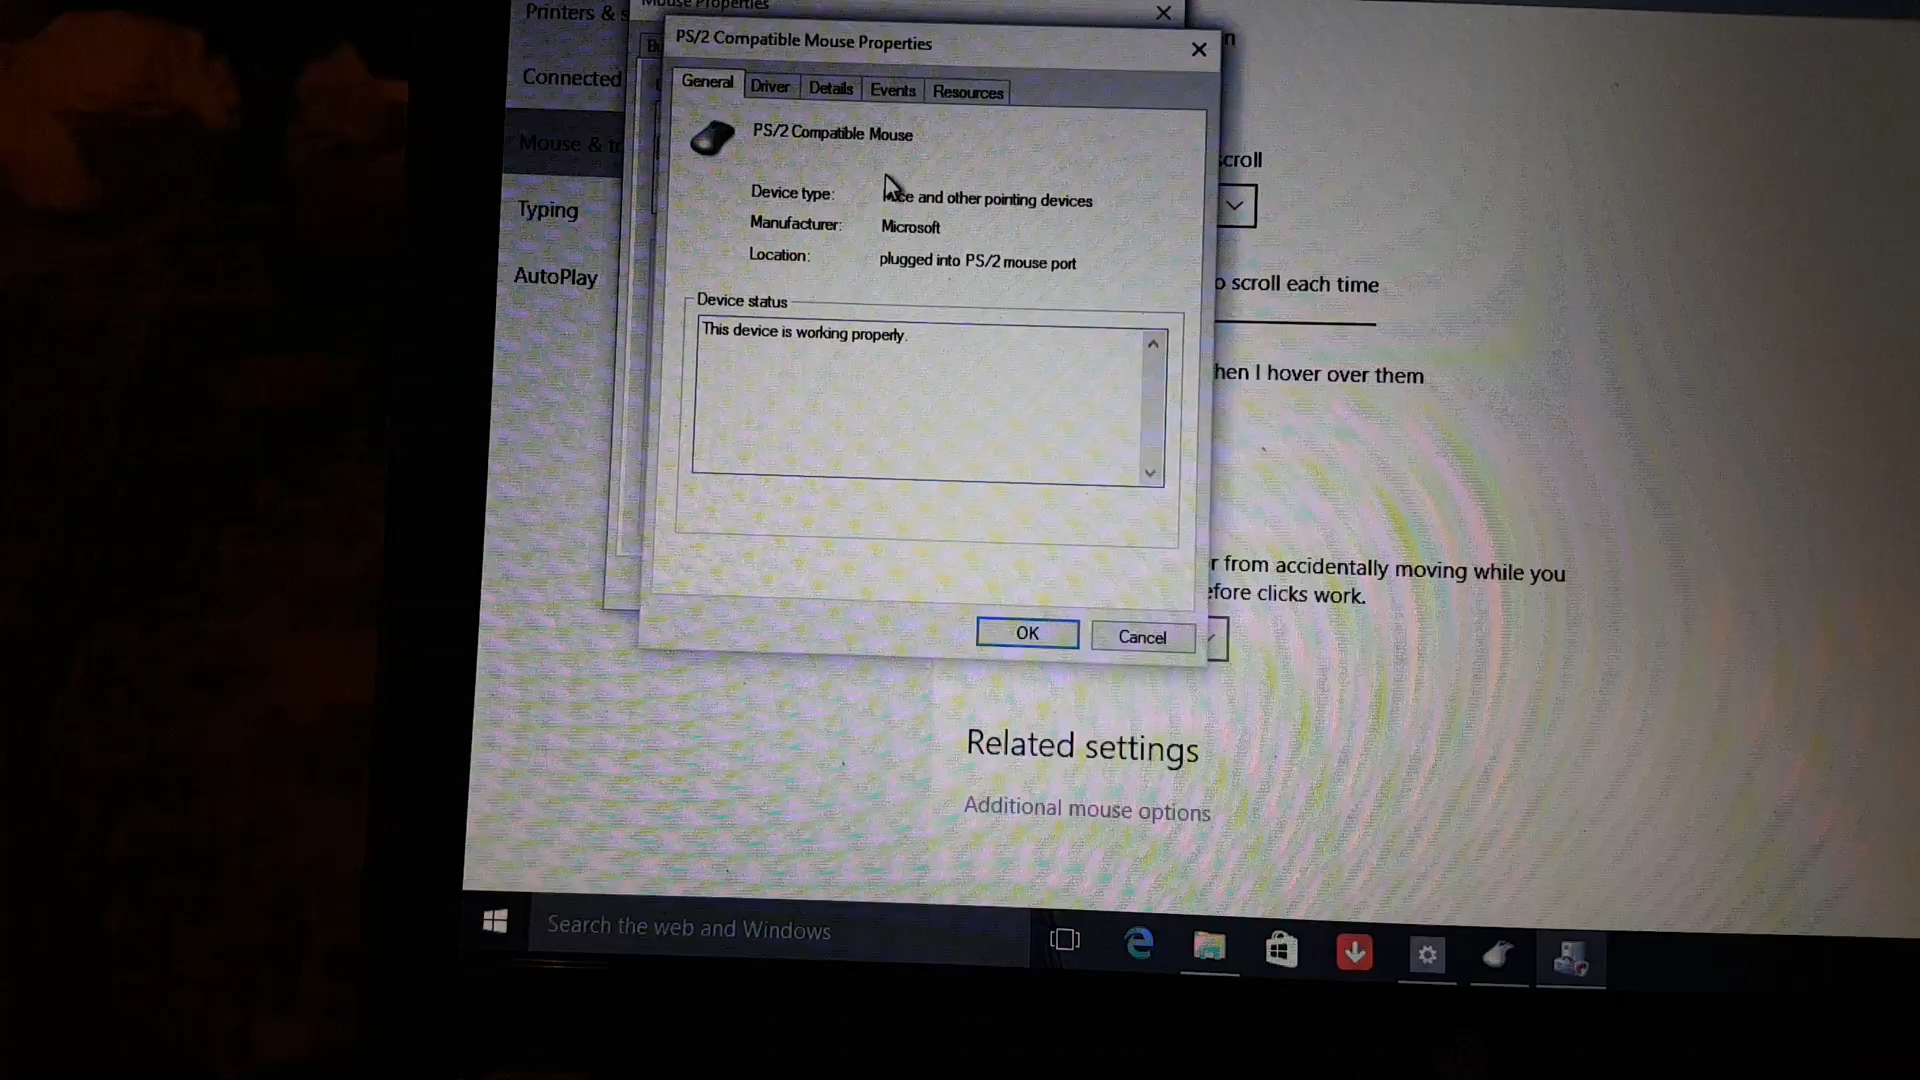 Printers & s
Mouse Properties
PS/2 Compatible Mouse Properties
n
Connected
General
Driver
Details
Events
Resources
PS/2 Compatible Mouse
Mouse & to
scroll
Device type:
ice and other pointing devices
Typing
Manufacturer:
Microsoft
Location:
plugged into PS/2 mouse port
AutoPlay
o scroll each time
Device status
This device is working properly.
hen I hover over them
r from accidentally moving while you
efore clicks work.
OK
Cancel
Related settings
Additional mouse options
Search the web and Windows